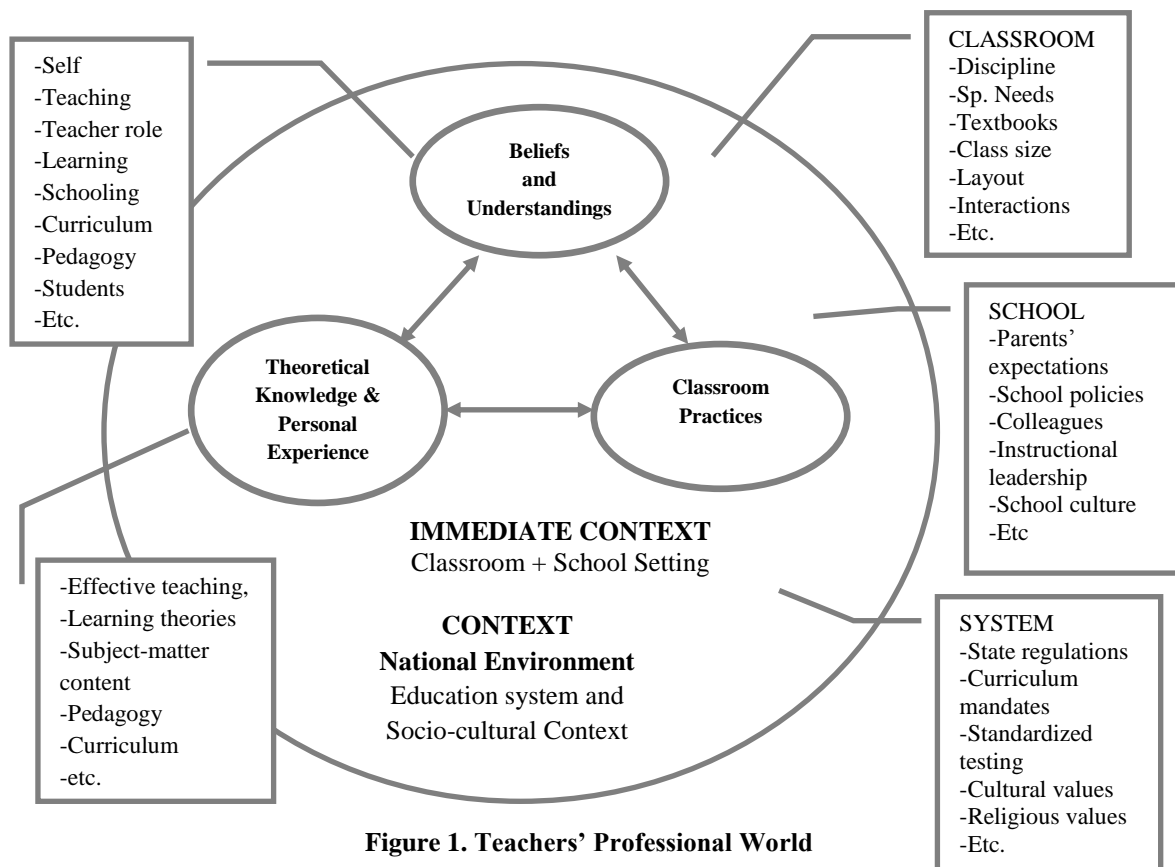 -Self
-Teaching
-Teacher role
-Learning
-Schooling
-Curriculum
-Pedagogy
-Students
-Etc.
Beliefs
and
Understandings
CLASSROOM
-Discipline
-Sp. Needs
-Textbooks
-Class size
-Layout
-Interactions
-Etc.
Theoretical
Knowledge &
Personal
Experience
Classroom
Practices
SCHOOL
-Parents’
expectations
-School policies
-Colleagues
-Instructional
leadership
-School culture
-Etc
IMMEDIATE CONTEXT
Classroom + School Setting
CONTEXT
National Environment
Education system and
Socio-cultural Context
-Effective teaching,
-Learning theories
-Subject-matter
content
-Pedagogy
-Curriculum
-etc.
SYSTEM
-State regulations
-Curriculum
mandates
-Standardized
testing
-Cultural values
-Religious values
-Etc.
Figure 1. Teachers’ Professional World